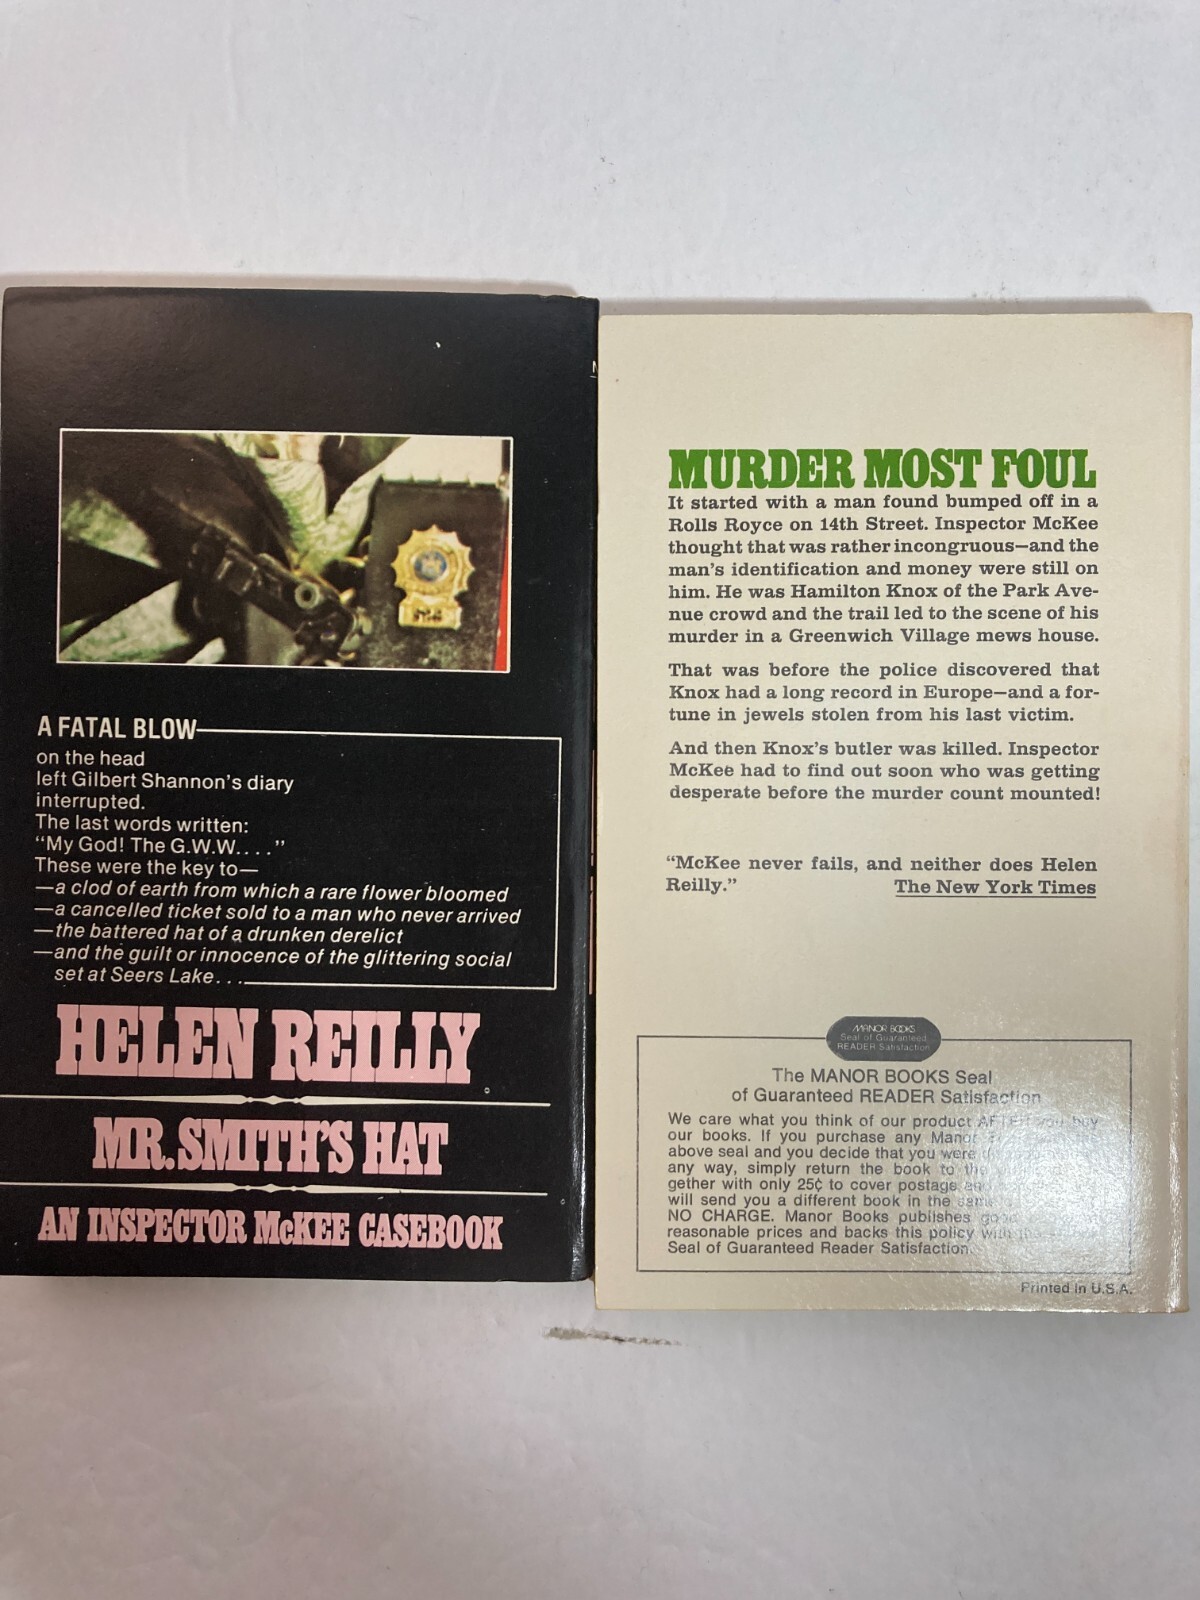 A FATAL BLOW
on the head
left Gilbert Shannon's diary
interrupted.
The last words written:
"My God! The G.W.W. . . ."
These were the key to—
—a clod of earth from which a rare flower bloomed
—a cancelled ticket sold to a man who never arrived
—the battered hat of a drunken derelict
—and the guilt or innocence of the glittering social
set at Seers Lake. . .
HELEN REILLY
MR. SMITH'S HAT
AN INSPECTOR McKEE CASEBOOK
MURDER MOST FOUL
It started with a man found bumped off in a
Rolls Royce on 14th Street. Inspector McKee
thought that was rather incongruous—and the
man's identification and money were still on
him. He was Hamilton Knox of the Park Ave-
nue crowd and the trail led to the scene of his
murder in a Greenwich Village mews house.
That was before the police discovered that
Knox had a long record in Europe—and a for-
tune in jewels stolen from his last victim.
And then Knox's butler was killed. Inspector
McKee had to find out soon who was getting
desperate before the murder count mounted!
"McKee never fails, and neither does Helen
Reilly." The New York Times
MANOR BOOKS
Seal of Guaranteed
READER Satisfaction
The MANOR BOOKS Seal
of Guaranteed READER Satisfaction
We care what you think of our product AFTER you buy
our books. If you purchase any Manor
above seal and you decide that you were
any way, simply return the book to the
gether with only 25¢ to cover postage and
will send you a different book in the same
NO CHARGE. Manor Books publishes good
reasonable prices and backs this policy with the
Seal of Guaranteed Reader Satisfaction.
Printed in U.S.A.